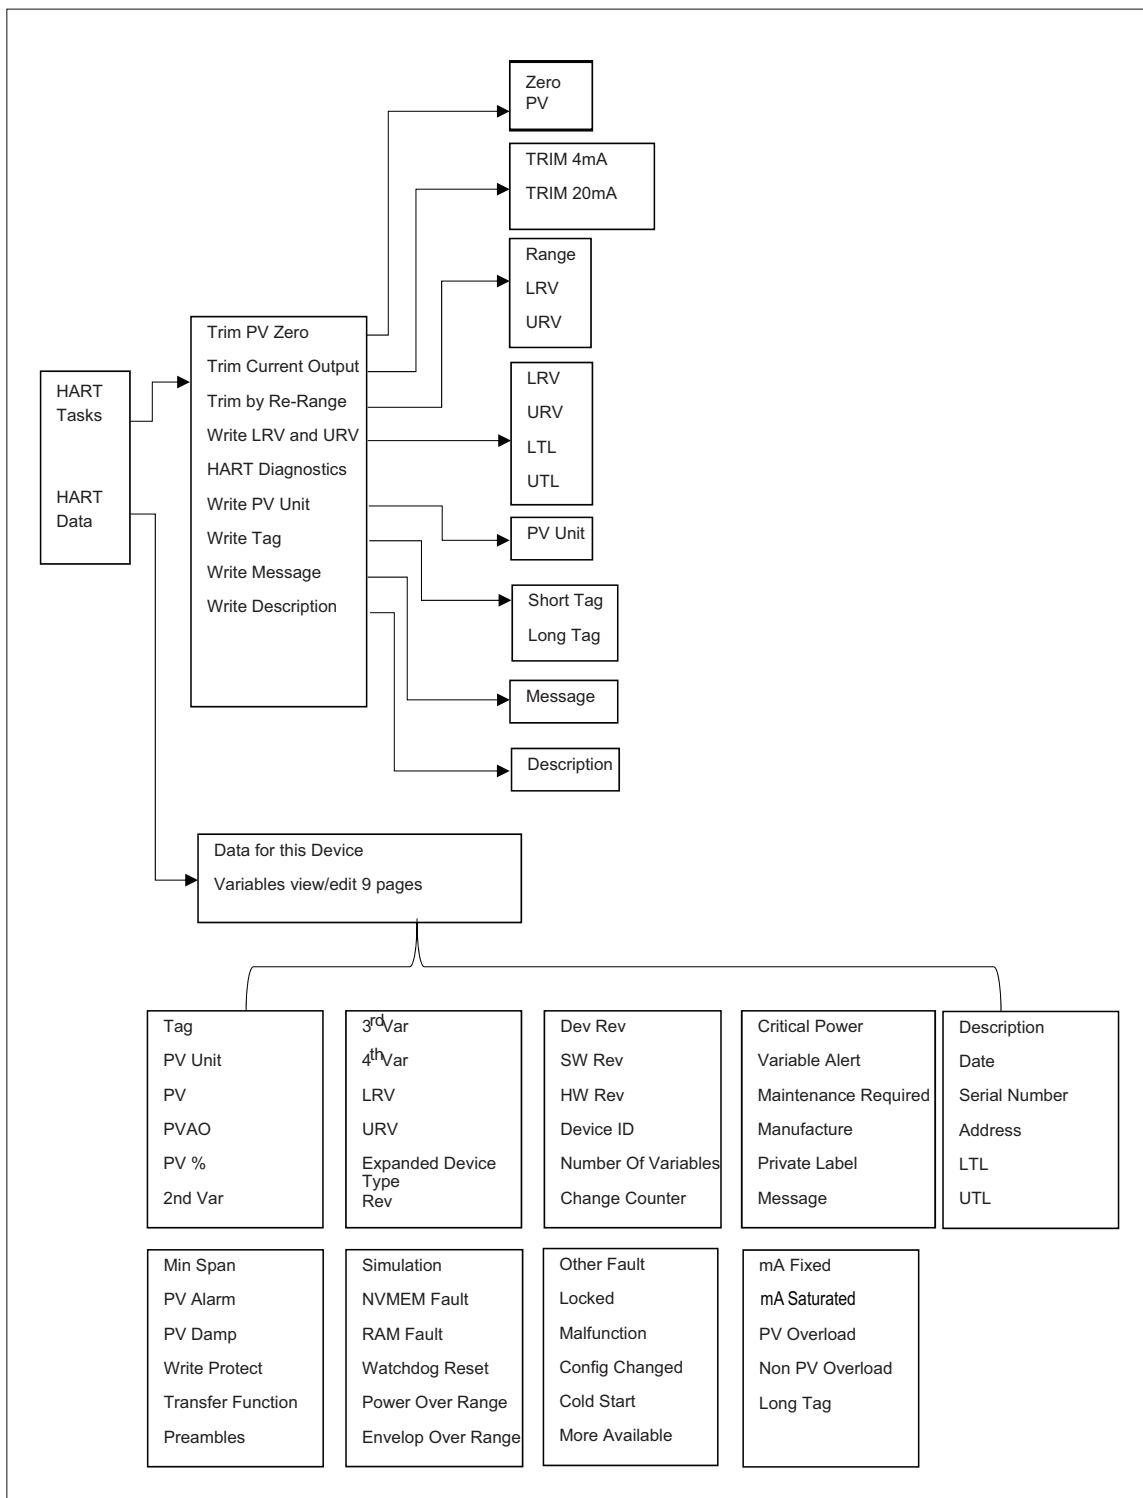 Zero
PV
TRIM 4mA
TRIM 20mA
Range
LRV
URV
LRV
URV
LTL
UTL
PV Unit
Short Tag
Long Tag
Message
Description
HART
Tasks
HART
Data
Trim PV Zero
Trim Current Output
Trim by Re-Range
Write LRV and URV
HART Diagnostics
Write PV Unit
Write Tag
Write Message
Write Description
Data for this Device
Variables view/edit 9 pages
Tag
PV Unit
PV
PVAO
PV %
2nd Var
3rd Var
4th Var
LRV
URV
Expanded Device
Type
Rev
Dev Rev
SW Rev
HW Rev
Device ID
Number Of Variables
Change Counter
Critical Power
Variable Alert
Maintenance Required
Manufacture
Private Label
Message
Description
Date
Serial Number
Address
LTL
UTL
Min Span
PV Alarm
PV Damp
Write Protect
Transfer Function
Preambles
Simulation
NVMEM Fault
RAM Fault
Watchdog Reset
Power Over Range
Envelop Over Range
Other Fault
Locked
Malfunction
Config Changed
Cold Start
More Available
mA Fixed
mA Saturated
PV Overload
Non PV Overload
Long Tag